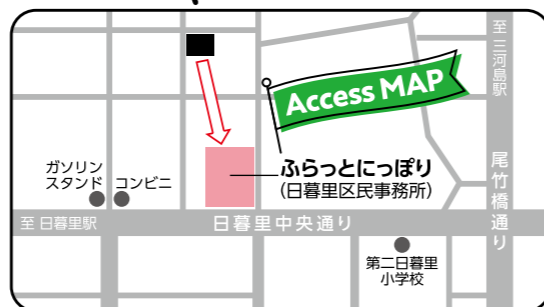 Access MAP
至 三河島駅
ガソリン
スタンド
コンビニ
ふらっとにっぽり
(日暮里区民事務所)
尾竹橋通り
至 日暮里駅
日暮里中央通り
第二日暮里
小学校